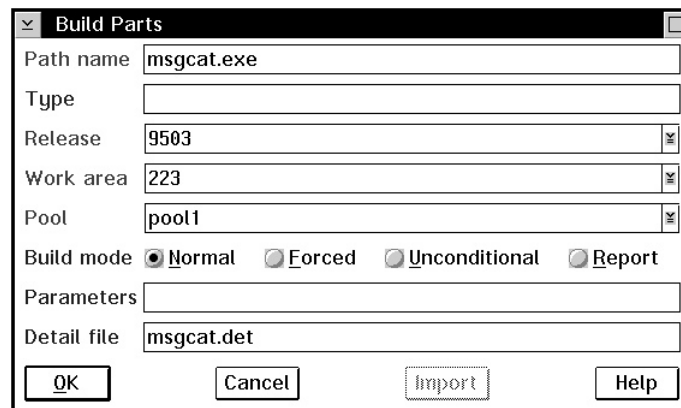 Build Parts
Path name msgcat.exe
Type
Release 9503
Work area 223
Pool pool1
Build mode Normal Forced Unconditional Report
Parameters
Detail file msgcat.det
OK Cancel Import Help